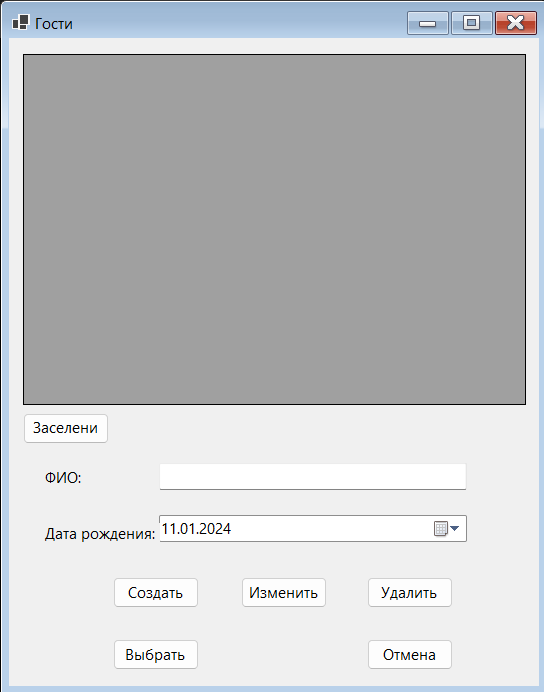 Гости
Заселени
ФИО:
Дата рождения: 11.01.2024
Создать Изменить Удалить
Выбрать Отмена